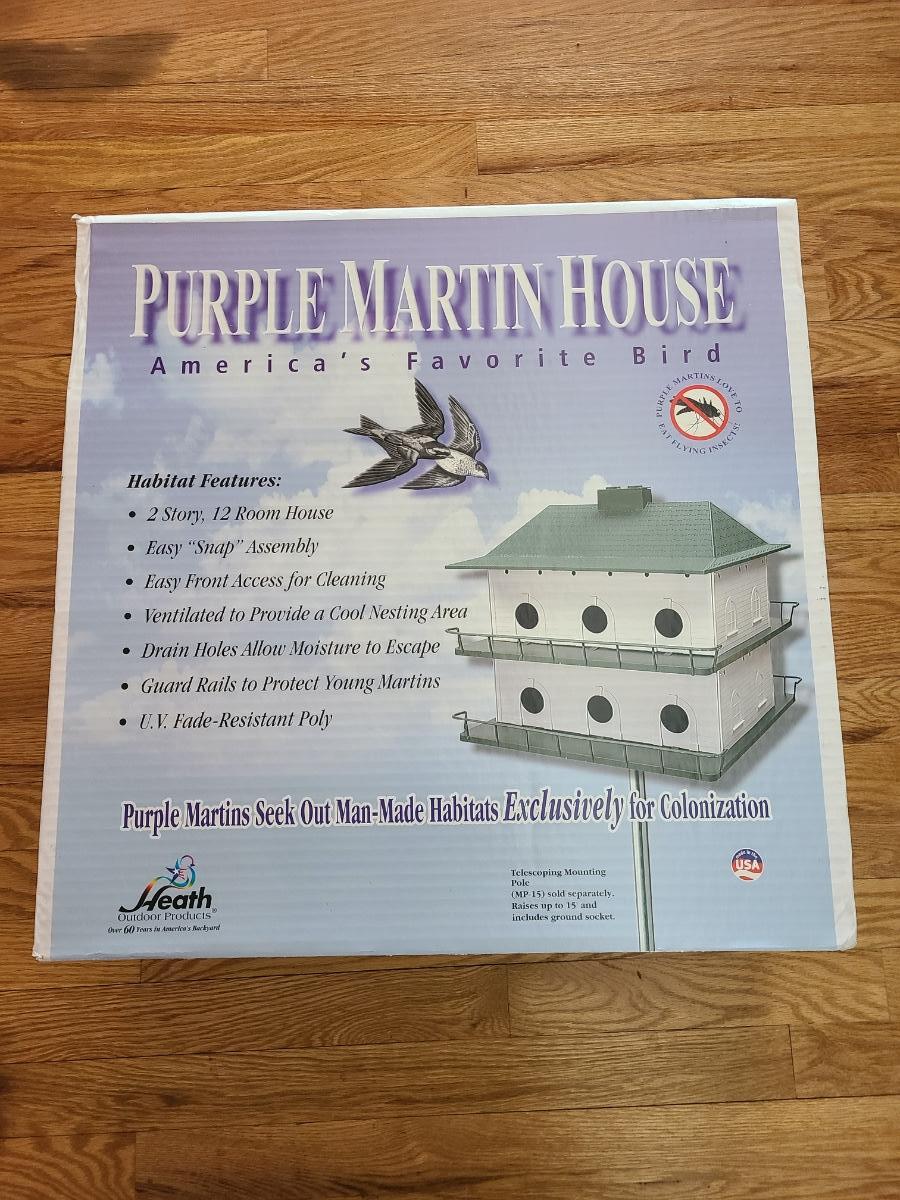 PURPLE MARTIN HOUSE
America's Favorite Bird
PURPLE MARTINS LOVE TO
EAT FLYING INSECTS!
Habitat Features:
• 2 Story, 12 Room House
• Easy “Snap” Assembly
• Easy Front Access for Cleaning
• Ventilated to Provide a Cool Nesting Area
• Drain Holes Allow Moisture to Escape
• Guard Rails to Protect Young Martins
• U.V. Fade-Resistant Poly
Purple Martins Seek Out Man-Made Habitats Exclusively for Colonization
Heath
Outdoor Products®
Over 60 Years in America's Backyard
Telescoping Mounting
Pole
(MP-15) sold separately.
Raises up to 15' and
includes ground socket.
Made in the
USA